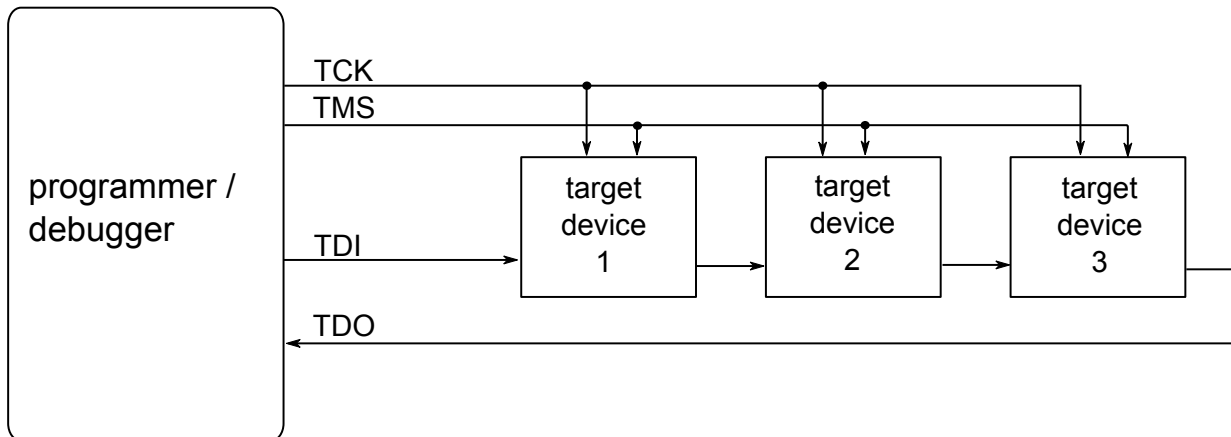 TCK
TMS
programmer /
debugger
TDI
TDO
target
device
1
target
device
2
target
device
3